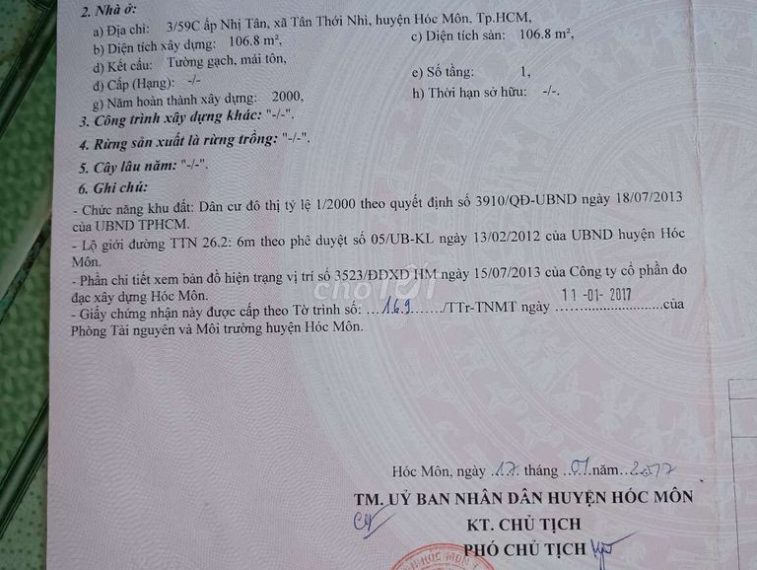 2. Nhà ở:
a) Địa chỉ: 3/59C ấp Nhị Tân, xã Tân Thới Nhì, huyện Hóc Môn, Tp.HCM,
b) Diện tích xây dựng: 106.8 m², c) Diện tích sàn: 106.8 m²,
d) Kết cấu: Tường gạch, mái tôn,
đ) Cấp (Hạng): -/- e) Số tầng: 1,
g) Năm hoàn thành xây dựng: 2000, h) Thời hạn sở hữu: -/-.
3. Công trình xây dựng khác: "-/-".
4. Rừng sản xuất là rừng trồng: "-/-".
5. Cây lâu năm: "-/-".
6. Ghi chú:
- Chức năng khu đất: Dân cư đô thị tỷ lệ 1/2000 theo quyết định số 3910/QĐ-UBND ngày 18/07/2013
của UBND TPHCM.
- Lộ giới đường TTN 26.2: 6m theo phê duyệt số 05/UB-KL ngày 13/02/2012 của UBND huyện Hóc
Môn.
- Phần chi tiết xem bản đồ hiện trạng vị trí số 3523/ĐĐXD HM ngày 15/07/2013 của Công ty cổ phần đo
đạc xây dựng Hóc Môn.
chợ tốt
- Giấy chứng nhận này được cấp theo Tờ trình số: ...169......./TTr-TNMT ngày 11-01-2017 của
Phòng Tài nguyên và Môi trường huyện Hóc Môn.
Hóc Môn, ngày ..17. tháng ..01.năm..2017
TM. UỶ BAN NHÂN DÂN HUYỆN HÓC MÔN
KT. CHỦ TỊCH
PHÓ CHỦ TỊCH
HÓC MÔN